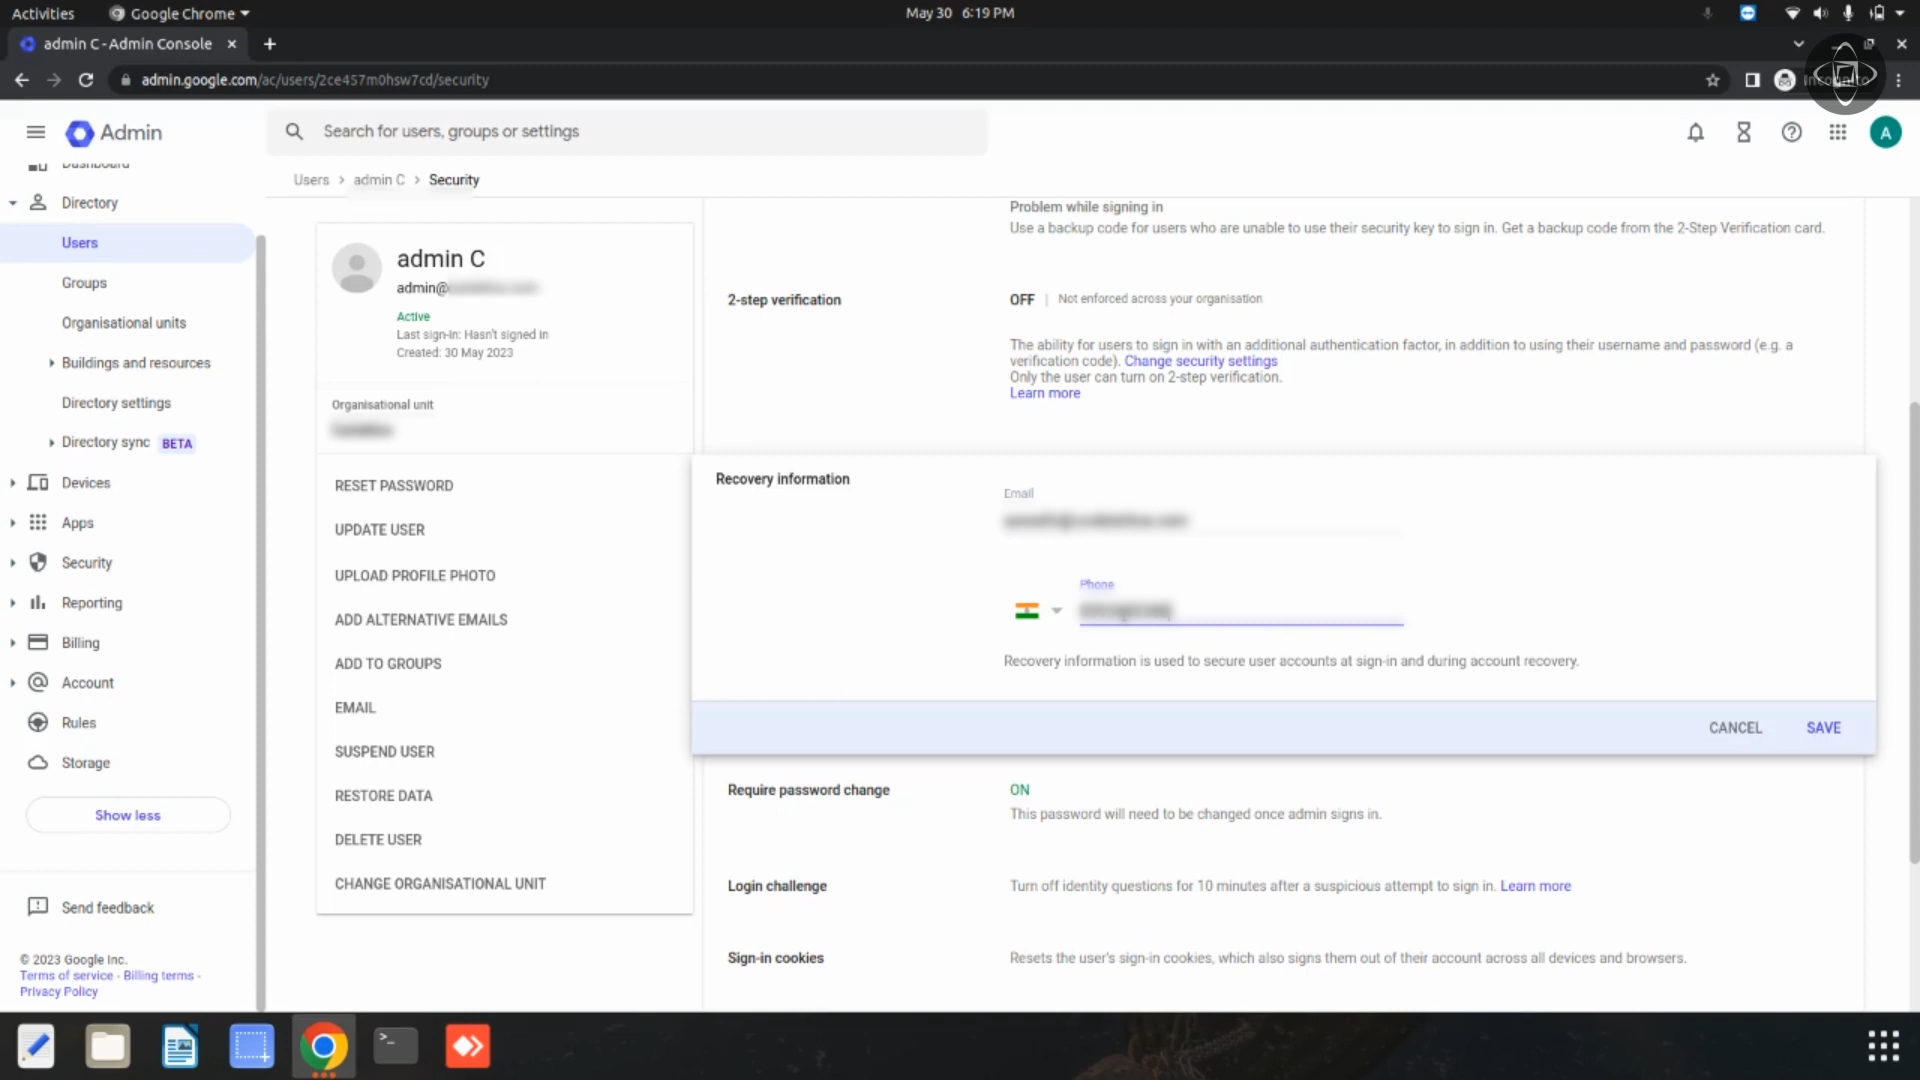 Activities
Google Chrome
May 30 6:19 PM
admin C - Admin Console
admin.google.com/ac/users/2ce457m0hsw7cd/security
Incognito
Admin
Search for users, groups or settings
A
Dashboard
Directory
Users
Groups
Organisational units
Buildings and resources
Directory settings
Directory sync BETA
Devices
Apps
Security
Reporting
Billing
Account
Rules
Storage
Show less
Send feedback
© 2023 Google Inc.
Terms of service - Billing terms -
Privacy Policy
Users > admin C > Security
admin C
admin@
Active
Last sign-in: Hasn't signed in
Created: 30 May 2023
Organisational unit
RESET PASSWORD
UPDATE USER
UPLOAD PROFILE PHOTO
ADD ALTERNATIVE EMAILS
ADD TO GROUPS
EMAIL
SUSPEND USER
RESTORE DATA
DELETE USER
CHANGE ORGANISATIONAL UNIT
Problem while signing in
Use a backup code for users who are unable to use their security key to sign in. Get a backup code from the 2-Step Verification card.
2-step verification
OFF | Not enforced across your organisation
The ability for users to sign in with an additional authentication factor, in addition to using their username and password (e.g. a
verification code). Change security settings
Only the user can turn on 2-step verification.
Learn more
Recovery information
Email
Phone
Recovery information is used to secure user accounts at sign-in and during account recovery.
CANCEL
SAVE
Require password change
ON
This password will need to be changed once admin signs in.
Login challenge
Turn off identity questions for 10 minutes after a suspicious attempt to sign in. Learn more
Sign-in cookies
Resets the user's sign-in cookies, which also signs them out of their account across all devices and browsers.